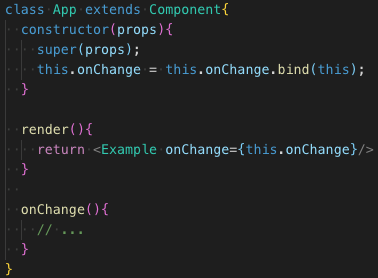 class App extends Component{
  constructor(props){
    super(props);
    this.onChange = this.onChange.bind(this);
  }

  render(){
    return <Example onChange={this.onChange}/>
  }

  onChange(){
    // ...
  }
}